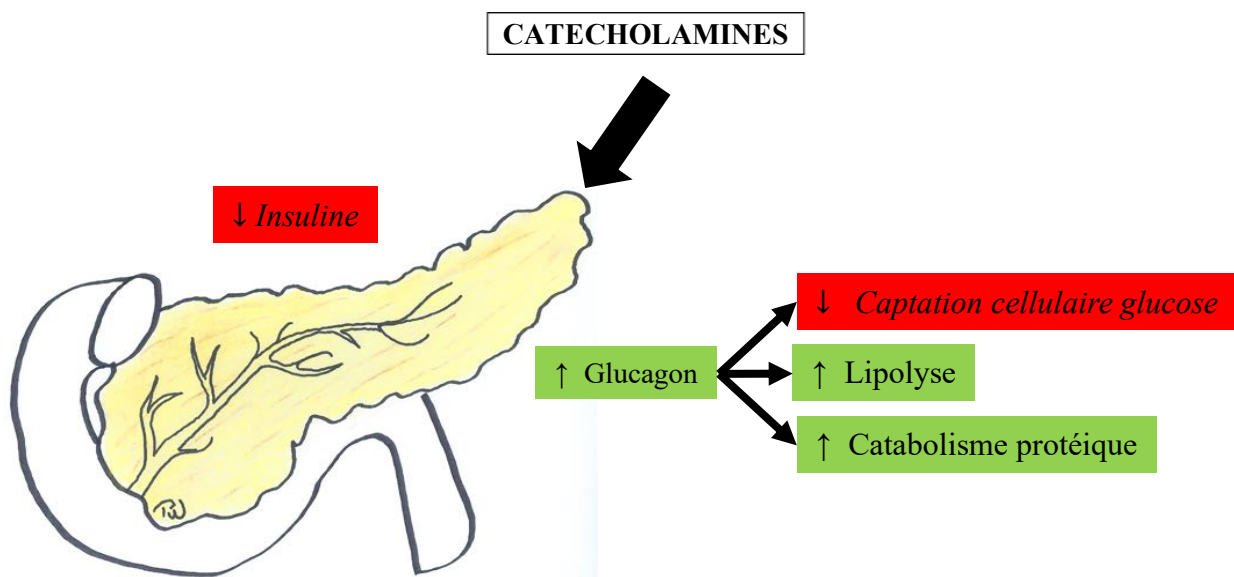 CATECHOLAMINES
↓ Insuline
↓ Captation cellulaire glucose
↑ Glucagon
↑ Lipolyse
↑ Catabolisme protéique